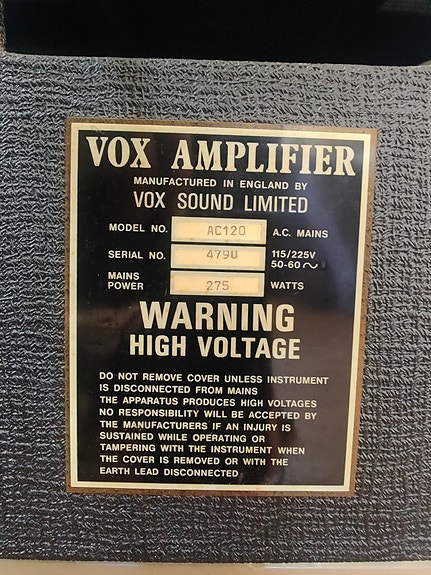 VOX AMPLIFIER
MANUFACTURED IN ENGLAND BY
VOX SOUND LIMITED
MODEL NO. AC120 A.C. MAINS
SERIAL NO. 479U 115/225V
50-60 ~
MAINS
POWER 275 WATTS
WARNING
HIGH VOLTAGE
DO NOT REMOVE COVER UNLESS INSTRUMENT
IS DISCONNECTED FROM MAINS
THE APPARATUS PRODUCES HIGH VOLTAGES
NO RESPONSIBILITY WILL BE ACCEPTED BY
THE MANUFACTURERS IF AN INJURY IS
SUSTAINED WHILE OPERATING OR
TAMPERING WITH THE INSTRUMENT WHEN
THE COVER IS REMOVED OR WITH THE
EARTH LEAD DISCONNECTED